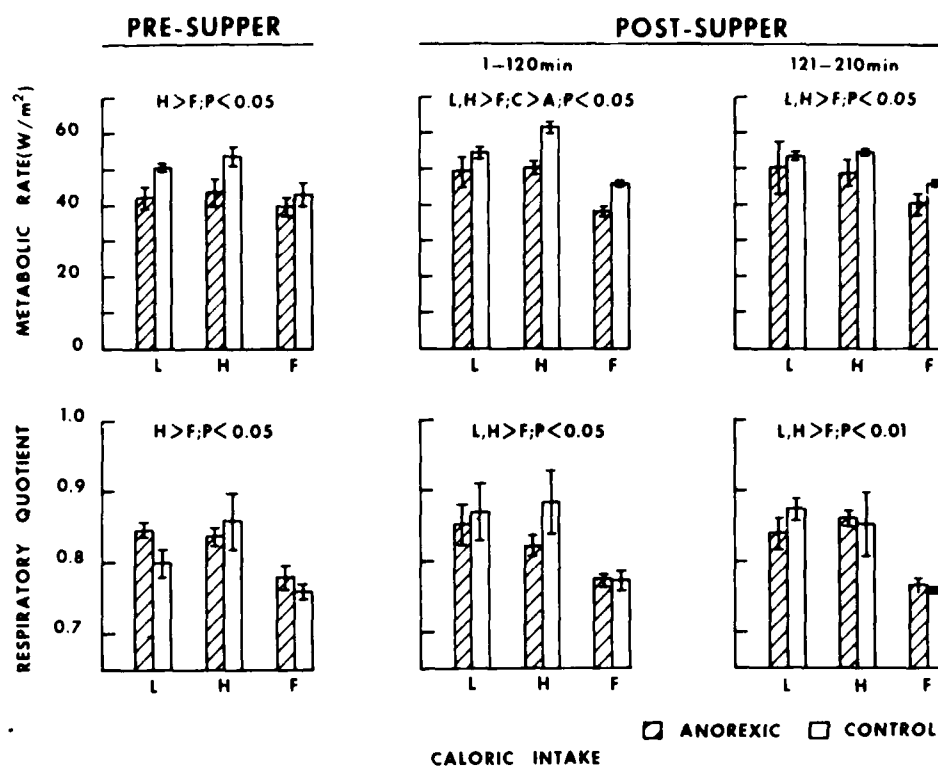 PRE-SUPPER
POST-SUPPER
1–120min
121–210min
METABOLIC RATE(W/m²)
60
40
20
0
H>F;P<0.05
L,H>F;C>A;P<0.05
L,H>F;P<0.05
L H F
L H F
L H F
RESPIRATORY QUOTIENT
1.0
0.9
0.8
0.7
H>F;P<0.05
L,H>F;P<0.05
L,H>F;P<0.01
L H F
L H F
L H F
ANOREXIC CONTROL
CALORIC INTAKE